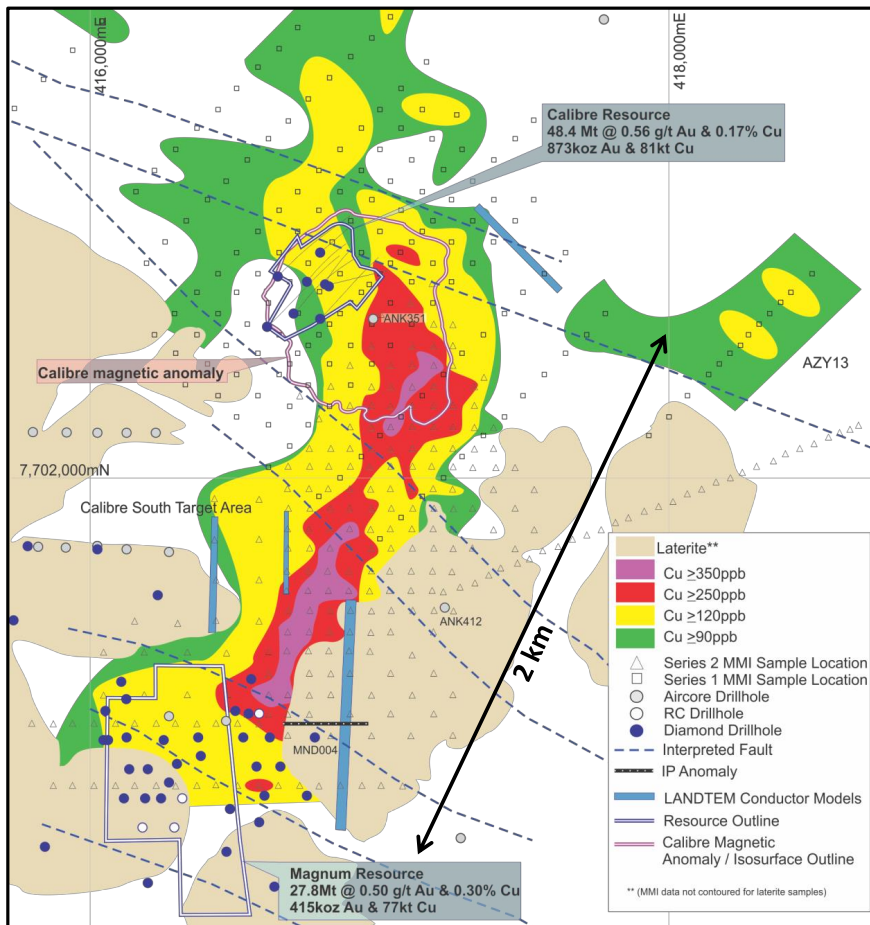 416,000mE
418,000mE
Calibre Resource
48.4 Mt @ 0.56 g/t Au & 0.17% Cu
873koz Au & 81kt Cu
ANK351
Calibre magnetic anomaly
AZY13
7,702,000mN
Calibre South Target Area
ANK412
2 km
MND004
Magnum Resource
27.8Mt @ 0.50 g/t Au & 0.30% Cu
415koz Au & 77kt Cu
Laterite**
Cu ≥350ppb
Cu ≥250ppb
Cu ≥120ppb
Cu ≥90ppb
Series 2 MMI Sample Location
Series 1 MMI Sample Location
Aircore Drillhole
RC Drillhole
Diamond Drillhole
Interpreted Fault
IP Anomaly
LANDTEM Conductor Models
Resource Outline
Calibre Magnetic
Anomaly / Isosurface Outline
** (MMI data not contoured for laterite samples)